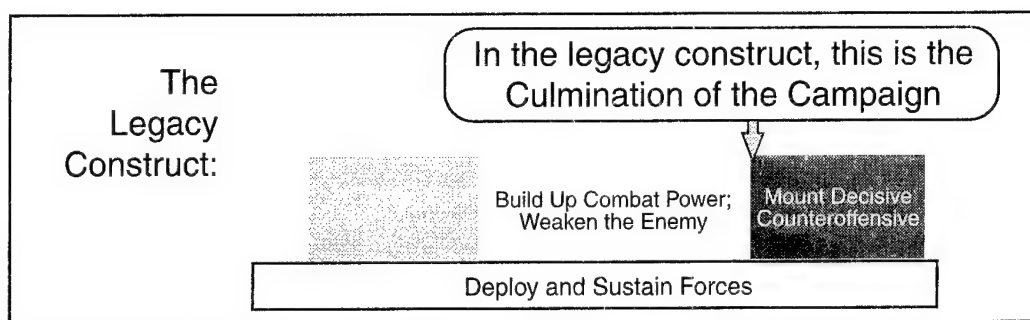 The
Legacy
Construct:
In the legacy construct, this is the
Culmination of the Campaign
Build Up Combat Power;
Weaken the Enemy
Mount Decisive
Counteroffensive
Deploy and Sustain Forces